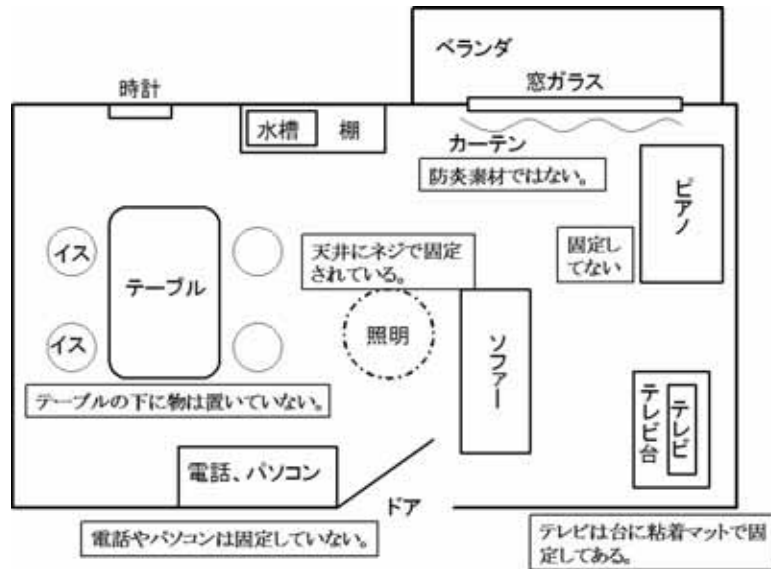 ベランダ
窓ガラス
時計
水槽
棚
カーテン
防炎素材ではない。
ピアノ
固定し
てない
天井にネジで固定
されている。
イス
テーブル
イス
照明
ソファー
テレビ台
テレビ
テーブルの下に物は置いていない。
電話、パソコン
ドア
電話やパソコンは固定していない。
テレビは台に粘着マットで固
定してある。